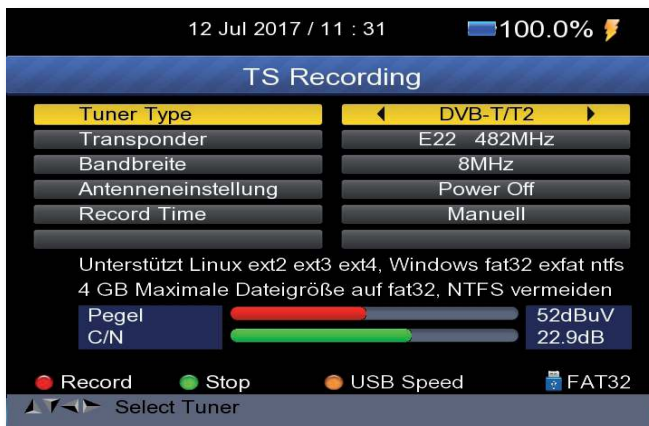 12 Jul 2017 / 11 : 31 100.0%
TS Recording
Tuner Type DVB-T/T2
Transponder E22 482MHz
Bandbreite 8MHz
Antenneneinstellung Power Off
Record Time Manuell
Unterstützt Linux ext2 ext3 ext4, Windows fat32 exfat ntfs
4 GB Maximale Dateigröße auf fat32, NTFS vermeiden
Pegel 52dBuV
C/N 22.9dB
Record Stop USB Speed FAT32
Select Tuner